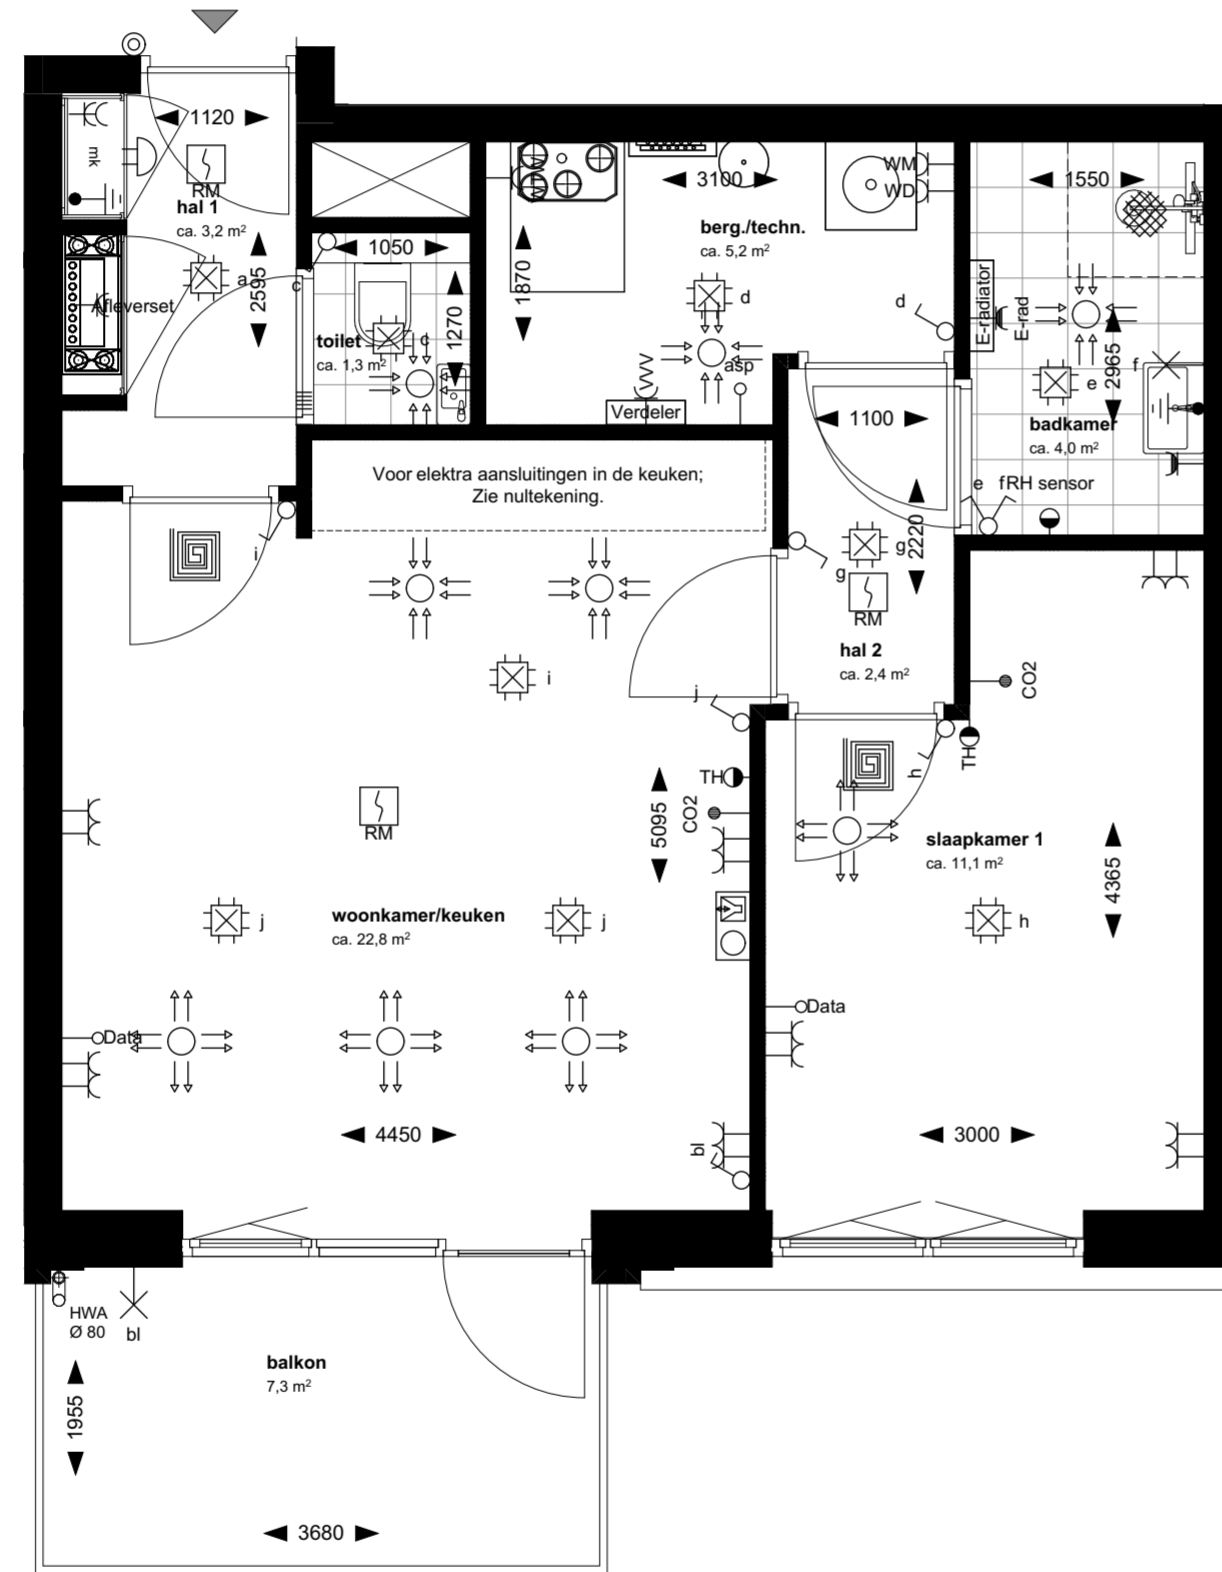 1120
mk
RM
hal 1
ca. 3,2 m²
a
2595
Afleverset
c
1050
toilet
ca. 1,3 m²
c
1270
1870
3100
WM
WD
berg./techn.
ca. 5,2 m²
d
d
asp
VVV
Verdeler
1550
E-radiator
E-rad
f
e
2965
badkamer
ca. 4,0 m²
e
fRH sensor
1100
2220
g
g
RM
hal 2
ca. 2,4 m²
Voor elektra aansluitingen in de keuken;
Zie nultekening.
i
i
j
TH
CO2
5095
RM
woonkamer/keuken
ca. 22,8 m²
j
j
Data
4450
bl
CO2
TH
h
slaapkamer 1
ca. 11,1 m²
4365
h
Data
3000
HWA
Ø 80
bl
balkon
7,3 m²
1955
3680